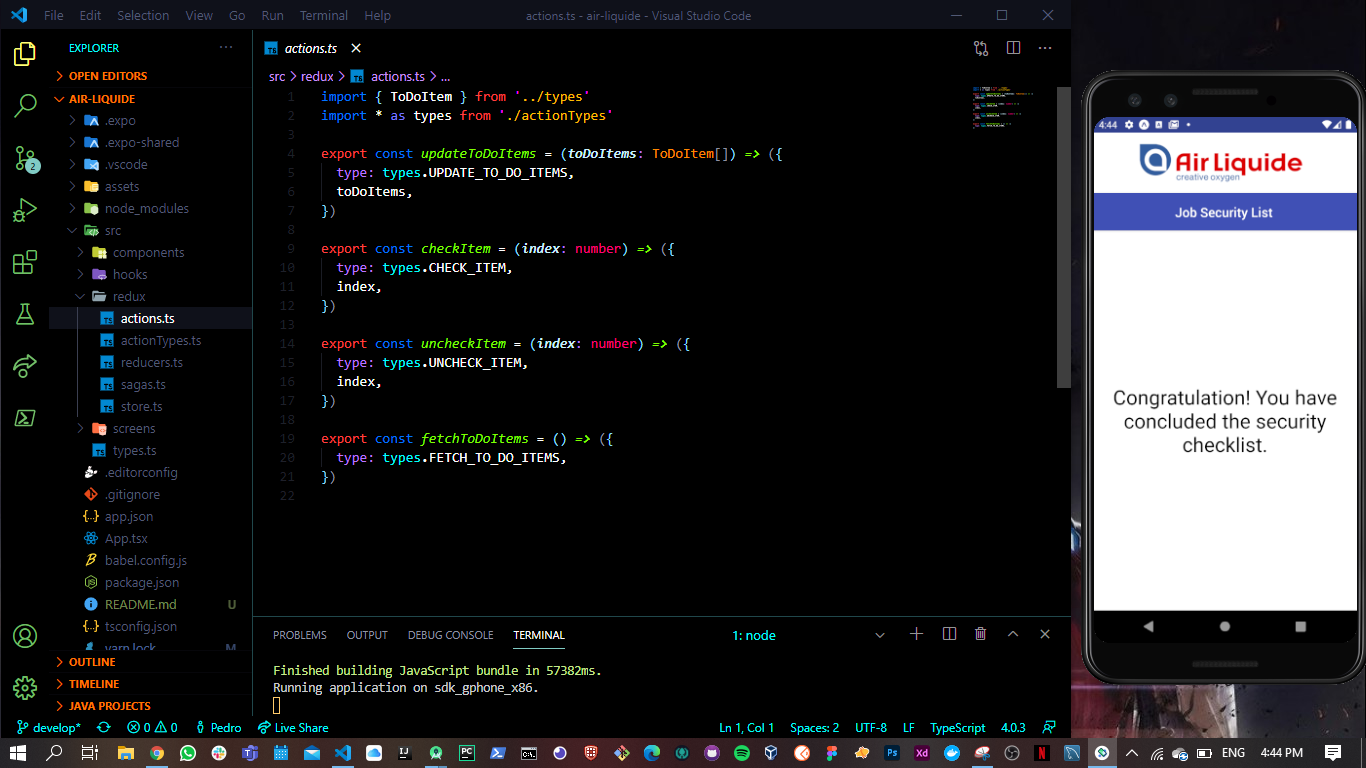 File Edit Selection View Go Run Terminal Help
actions.ts - air-liquide - Visual Studio Code
EXPLORER
OPEN EDITORS
AIR-LIQUIDE
.expo
.expo-shared
.vscode
assets
node_modules
src
components
hooks
redux
actions.ts
actionTypes.ts
reducers.ts
sagas.ts
store.ts
screens
types.ts
.editorconfig
.gitignore
app.json
App.tsx
babel.config.js
package.json
README.md U
tsconfig.json
yarn.lock M
OUTLINE
TIMELINE
JAVA PROJECTS
2
actions.ts
src > redux > actions.ts > ...
1 import { ToDoItem } from '../types'
2 import * as types from './actionTypes'
3
4 export const updateToDoItems = (toDoItems: ToDoItem[]) => ({
5 type: types.UPDATE_TO_DO_ITEMS,
6 toDoItems,
7 })
8
9 export const checkItem = (index: number) => ({
10 type: types.CHECK_ITEM,
11 index,
12 })
13
14 export const uncheckItem = (index: number) => ({
15 type: types.UNCHECK_ITEM,
16 index,
17 })
18
19 export const fetchToDoItems = () => ({
20 type: types.FETCH_TO_DO_ITEMS,
21 })
22
PROBLEMS OUTPUT DEBUG CONSOLE TERMINAL 1: node
Finished building JavaScript bundle in 57382ms.
Running application on sdk_gphone_x86.
develop* 0 0 Pedro Live Share Ln 1, Col 1 Spaces: 2 UTF-8 LF TypeScript 4.0.3
4:44
Air Liquide
creative oxygen
Job Security List
Congratulation! You have
concluded the security
checklist.
ENG 4:44 PM